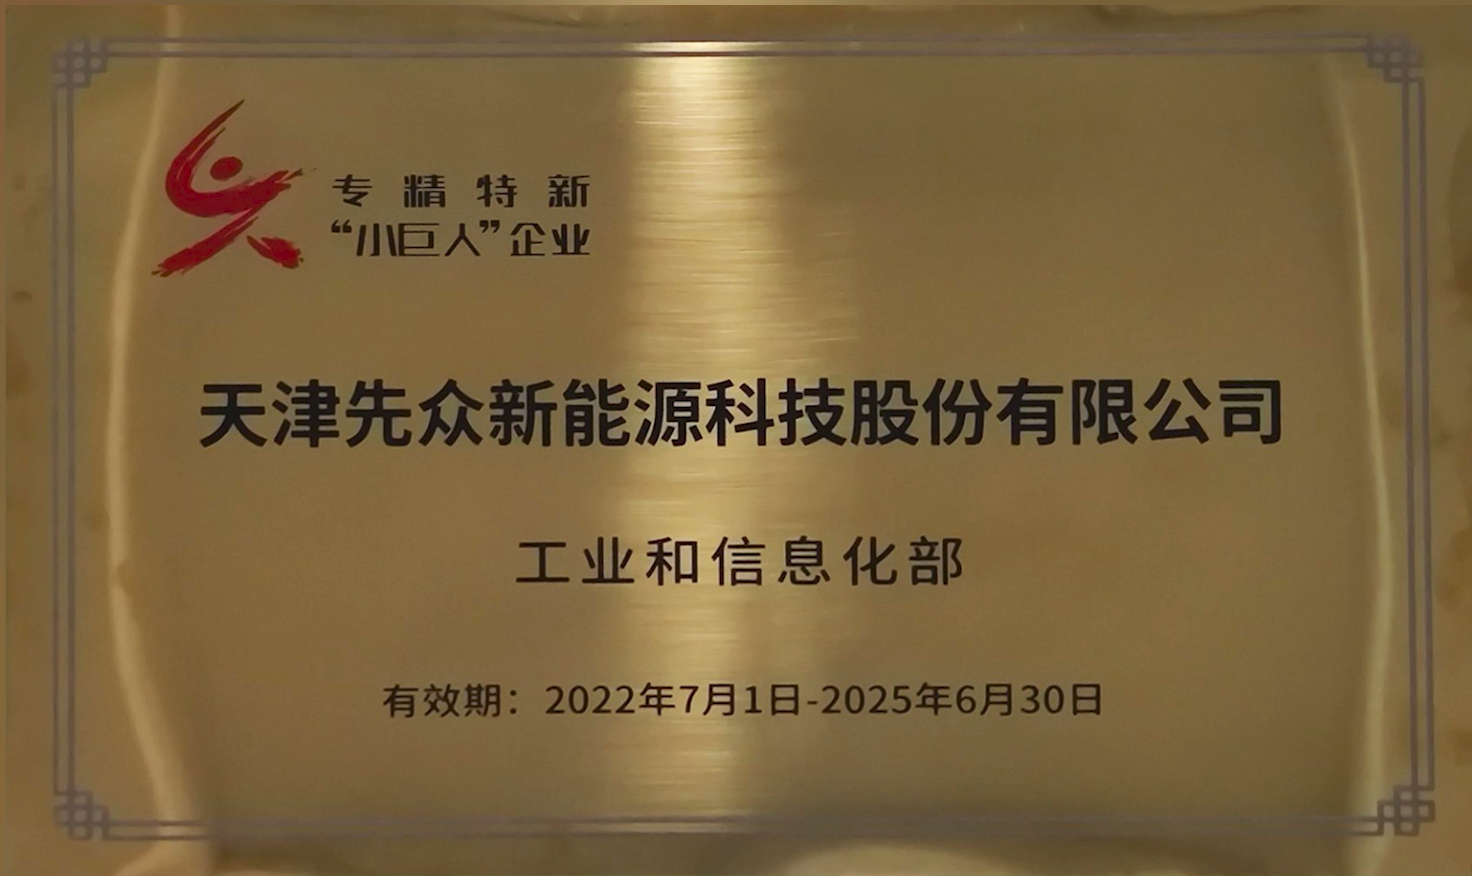 专精特新
“小巨人”企业
天津先众新能源科技股份有限公司
工业和信息化部
有效期：2022年7月1日-2025年6月30日